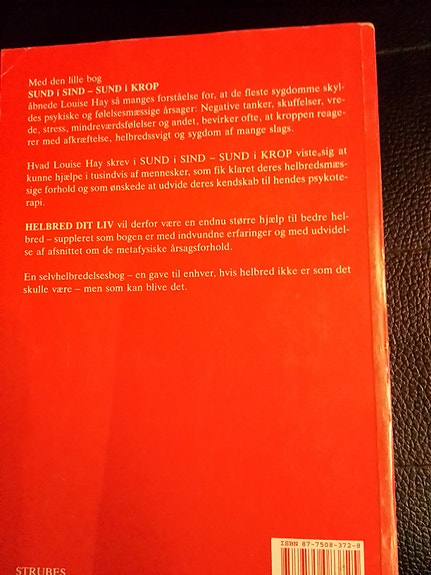 Med den lille bog
SUND i SIND – SUND i KROP
åbnede Louise Hay så manges forståelse for, at de fleste sygdomme skyl-
des psykiske og følelsesmæssige årsager: Negative tanker, skuffelser, vre-
de, stress, mindreværdsfølelser og andet, bevirker ofte, at kroppen reage-
rer med afkræftelse, helbredssvigt og sygdom af mange slags.
Hvad Louise Hay skrev i SUND i SIND – SUND i KROP viste sig at
kunne hjælpe i tusindvis af mennesker, som fik klaret deres helbredsmæs-
sige forhold og som ønskede at udvide deres kendskab til hendes psykote-
rapi.
HELBRED DIT LIV vil derfor være en endnu større hjælp til bedre hel-
bred – suppleret som bogen er med indvundne erfaringer og med udvidel-
se af afsnittet om de metafysiske årsagsforhold.
En selvhelbredelsesbog – en gave til enhver, hvis helbred ikke er som det
skulle være – men som kan blive det.
ISBN 87-7508-372-8
STRUBES